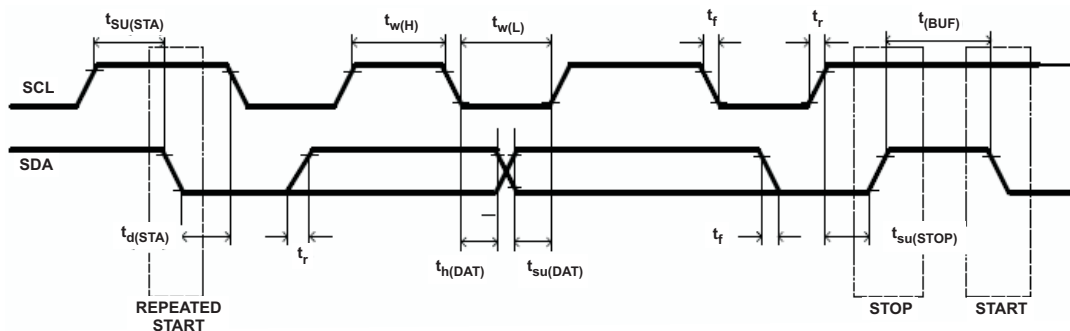 tSU(STA)
tw(H)
tw(L)
tf
tr
t(BUF)
SCL
SDA
td(STA)
tr
th(DAT)
tsu(DAT)
tf
tsu(STOP)
REPEATED
START
STOP
START